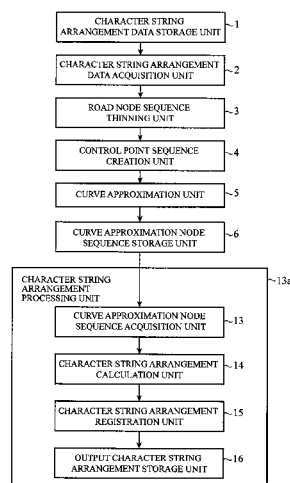 CHARACTER STRING
ARRANGEMENT DATA STORAGE UNIT
1
CHARACTER STRING ARRANGEMENT
DATA ACQUISITION UNIT
2
ROAD NODE SEQUENCE
THINNING UNIT
3
CONTROL POINT SEQUENCE
CREATION UNIT
4
CURVE APPROXIMATION UNIT
5
CURVE APPROXIMATION NODE
SEQUENCE STORAGE UNIT
6
CHARACTER STRING
ARRANGEMENT
PROCESSING UNIT
13a
CURVE APPROXIMATION NODE
SEQUENCE ACQUISITION UNIT
13
CHARACTER STRING ARRANGEMENT
CALCULATION UNIT
14
CHARACTER STRING ARRANGEMENT
REGISTRATION UNIT
15
OUTPUT CHARACTER STRING
ARRANGEMENT STORAGE UNIT
16